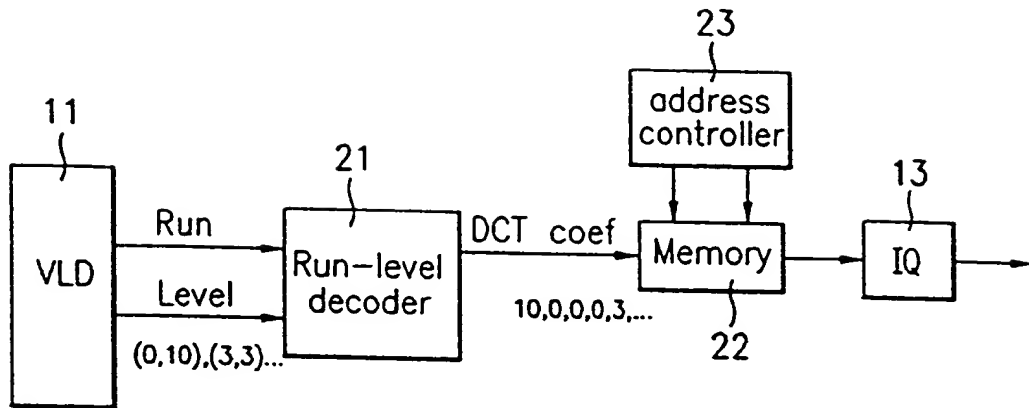 23
address
controller
11
21
13
Run
DCT coef
VLD
Run-level
decoder
Memory
IQ
Level
10,0,0,0,0,3,...
(0,10),(3,3)...
22